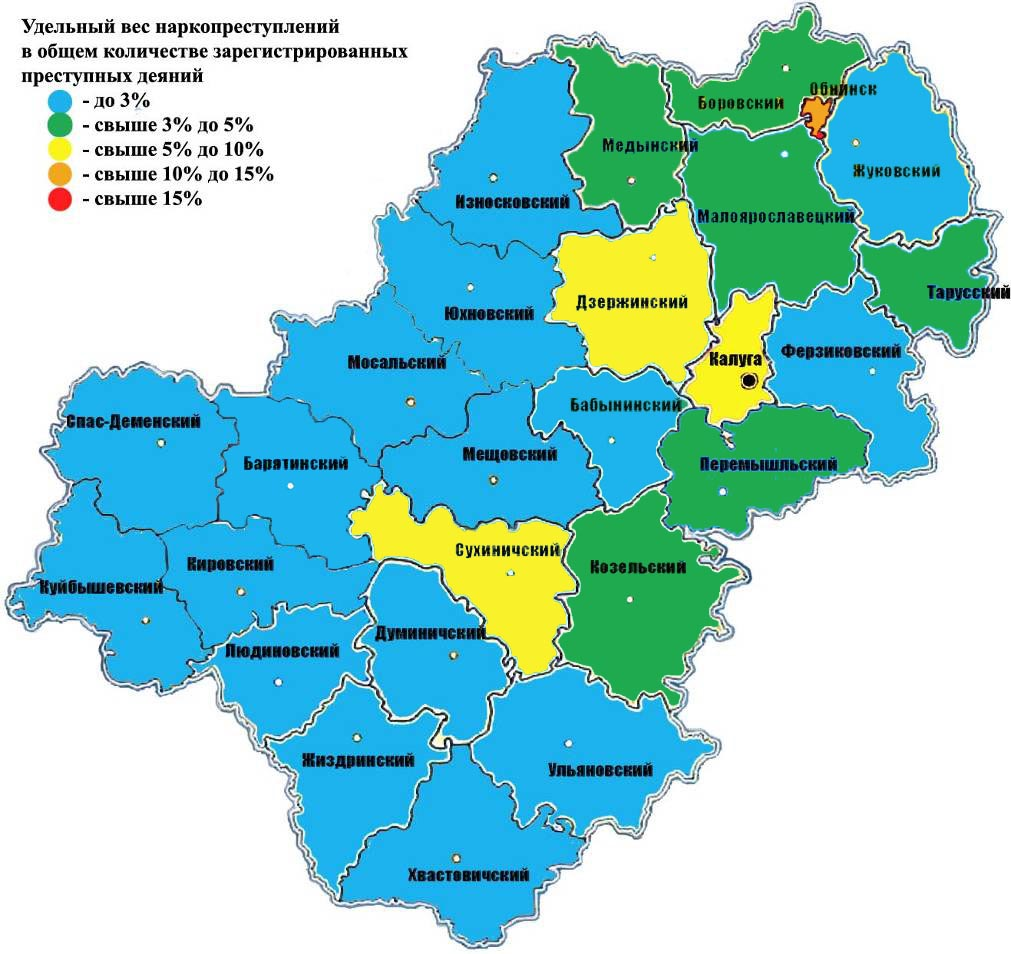 Удельный вес наркопреступлений
в общем количестве зарегистрированных
преступных деяний
- до 3%
- свыше 3% до 5%
- свыше 5% до 10%
- свыше 10% до 15%
- свыше 15%
Обнинск
Боровский
Медынский
Жуковский
Износковский
Малоярославецкий
Тарусский
Дзержинский
Юхновский
Калуга
Ферзиковский
Мосальский
Бабынинский
Спас-Деменский
Мещовский
Барятинский
Перемышльский
Сухиничский
Кировский
Козельский
Куйбышевский
Думиничский
Людиновский
Жиздринский
Ульяновский
Хвастовичский